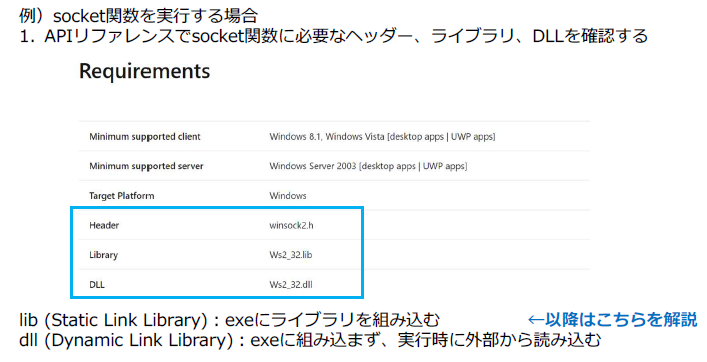 例）socket関数を実行する場合
1. APIリファレンスでsocket関数に必要なヘッダー、ライブラリ、DLLを確認する
Requirements
Minimum supported client Windows 8.1, Windows Vista [desktop apps | UWP apps]
Minimum supported server Windows Server 2003 [desktop apps | UWP apps]
Target Platform Windows
Header winsock2.h
Library Ws2_32.lib
DLL Ws2_32.dll
lib (Static Link Library)：exeにライブラリを組み込む ←以降はこちらを解説
dll (Dynamic Link Library)：exeに組み込まず、実行時に外部から読み込む